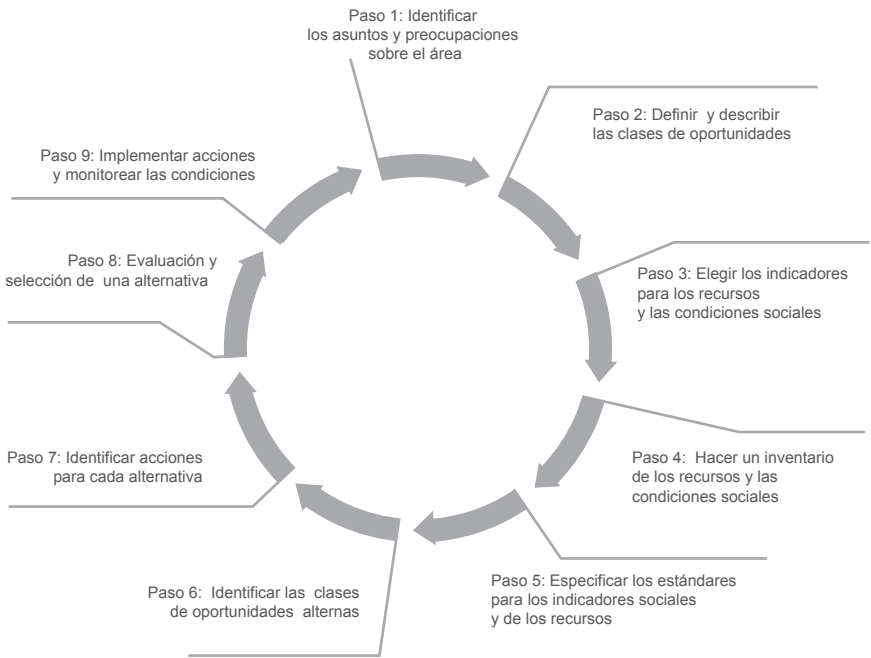 Paso 1: Identificar
los asuntos y preocupaciones
sobre el área
Paso 2: Definir y describir
las clases de oportunidades
Paso 3: Elegir los indicadores
para los recursos
y las condiciones sociales
Paso 4: Hacer un inventario
de los recursos y las
condiciones sociales
Paso 5: Especificar los estándares
para los indicadores sociales
y de los recursos
Paso 6: Identificar las clases
de oportunidades alternas
Paso 7: Identificar acciones
para cada alternativa
Paso 8: Evaluación y
selección de una alternativa
Paso 9: Implementar acciones
y monitorear las condiciones